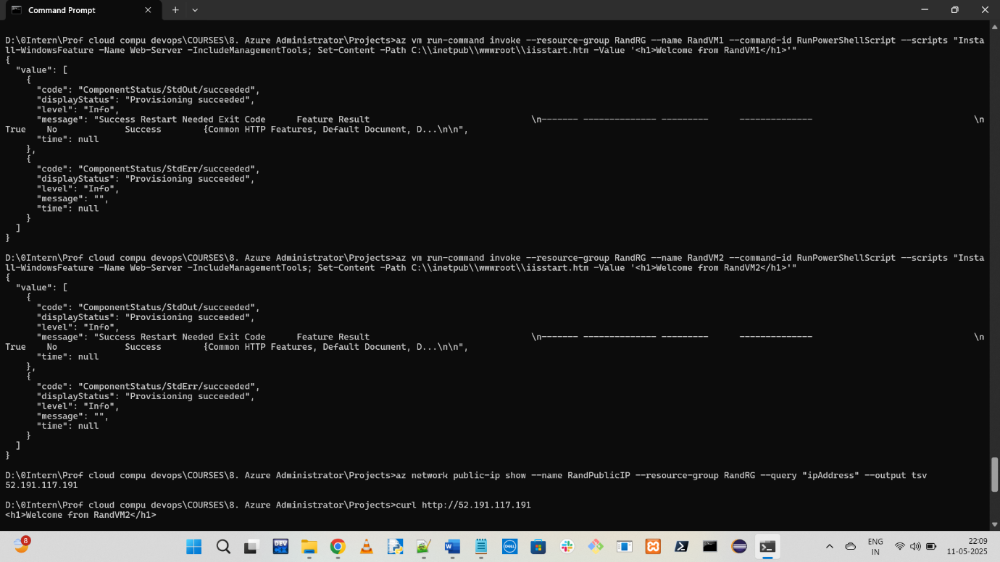 Command Prompt
D:\0Intern\Prof cloud compu devops\COURSES\8. Azure Administrator\Projects>az vm run-command invoke --resource-group RandRG --name RandVM1 --command-id RunPowerShellScript --scripts "Insta
ll-WindowsFeature -Name Web-Server -IncludeManagementTools; Set-Content -Path C:\\inetpub\\wwwroot\\iisstart.htm -Value '<h1>Welcome from RandVM1</h1>'"
{
  "value": [
    {
      "code": "ComponentStatus/StdOut/succeeded",
      "displayStatus": "Provisioning succeeded",
      "level": "Info",
      "message": "Success Restart Needed Exit Code      Feature Result                               \n------- -------------- ---------      --------------                               \n
True    No             Success        {Common HTTP Features, Default Document, D...\n\n",
      "time": null
    },
    {
      "code": "ComponentStatus/StdErr/succeeded",
      "displayStatus": "Provisioning succeeded",
      "level": "Info",
      "message": "",
      "time": null
    }
  ]
}
D:\0Intern\Prof cloud compu devops\COURSES\8. Azure Administrator\Projects>az vm run-command invoke --resource-group RandRG --name RandVM2 --command-id RunPowerShellScript --scripts "Insta
ll-WindowsFeature -Name Web-Server -IncludeManagementTools; Set-Content -Path C:\\inetpub\\wwwroot\\iisstart.htm -Value '<h1>Welcome from RandVM2</h1>'"
{
  "value": [
    {
      "code": "ComponentStatus/StdOut/succeeded",
      "displayStatus": "Provisioning succeeded",
      "level": "Info",
      "message": "Success Restart Needed Exit Code      Feature Result                               \n------- -------------- ---------      --------------                               \n
True    No             Success        {Common HTTP Features, Default Document, D...\n\n",
      "time": null
    },
    {
      "code": "ComponentStatus/StdErr/succeeded",
      "displayStatus": "Provisioning succeeded",
      "level": "Info",
      "message": "",
      "time": null
    }
  ]
}
D:\0Intern\Prof cloud compu devops\COURSES\8. Azure Administrator\Projects>az network public-ip show --name RandPublicIP --resource-group RandRG --query "ipAddress" --output tsv
52.191.117.191
D:\0Intern\Prof cloud compu devops\COURSES\8. Azure Administrator\Projects>curl http://52.191.117.191
<h1>Welcome from RandVM2</h1>
8
DEV
DELL
ENG
IN
22:09
11-05-2025